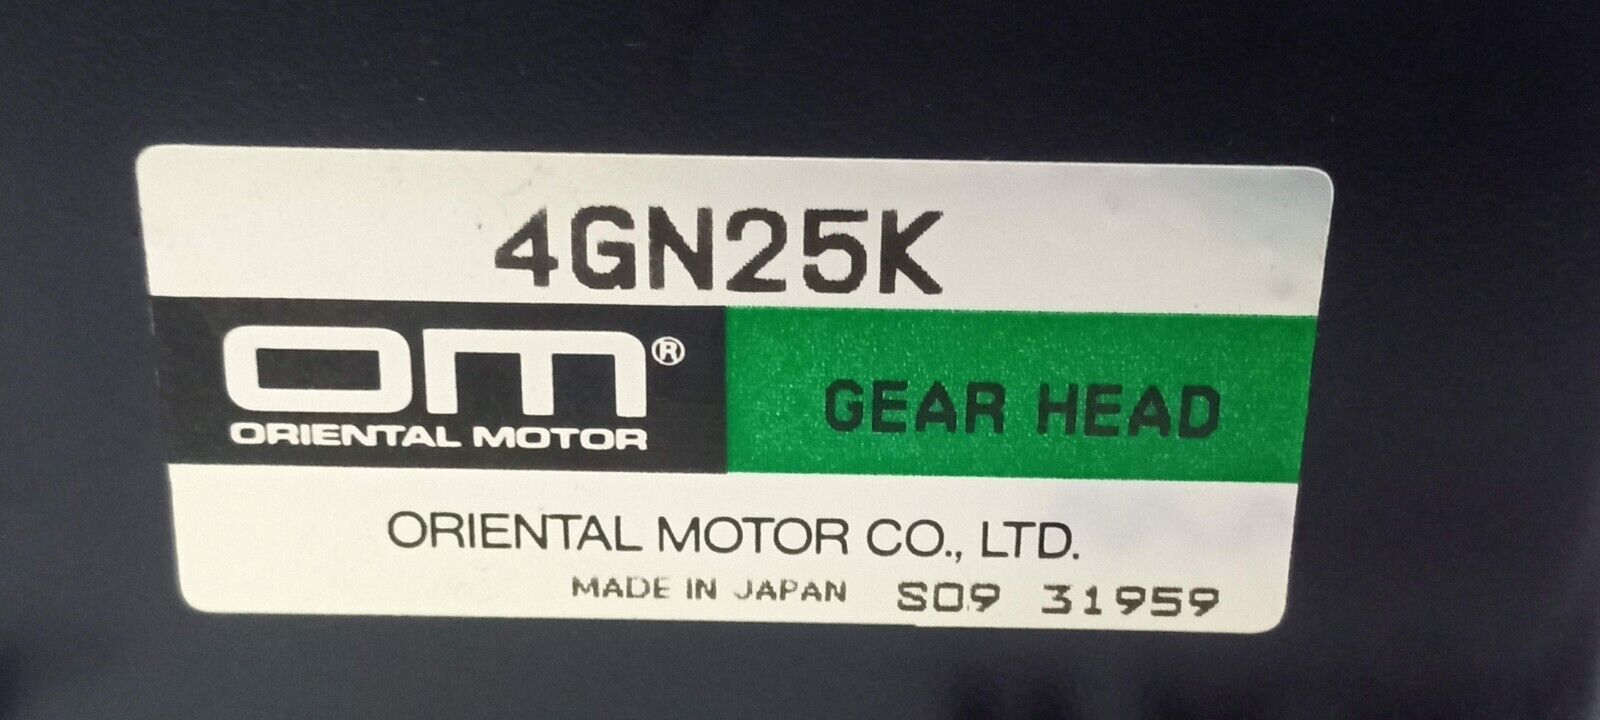 4GN25K
OM®
ORIENTAL MOTOR
GEAR HEAD
ORIENTAL MOTOR CO., LTD.
MADE IN JAPAN S09 31959